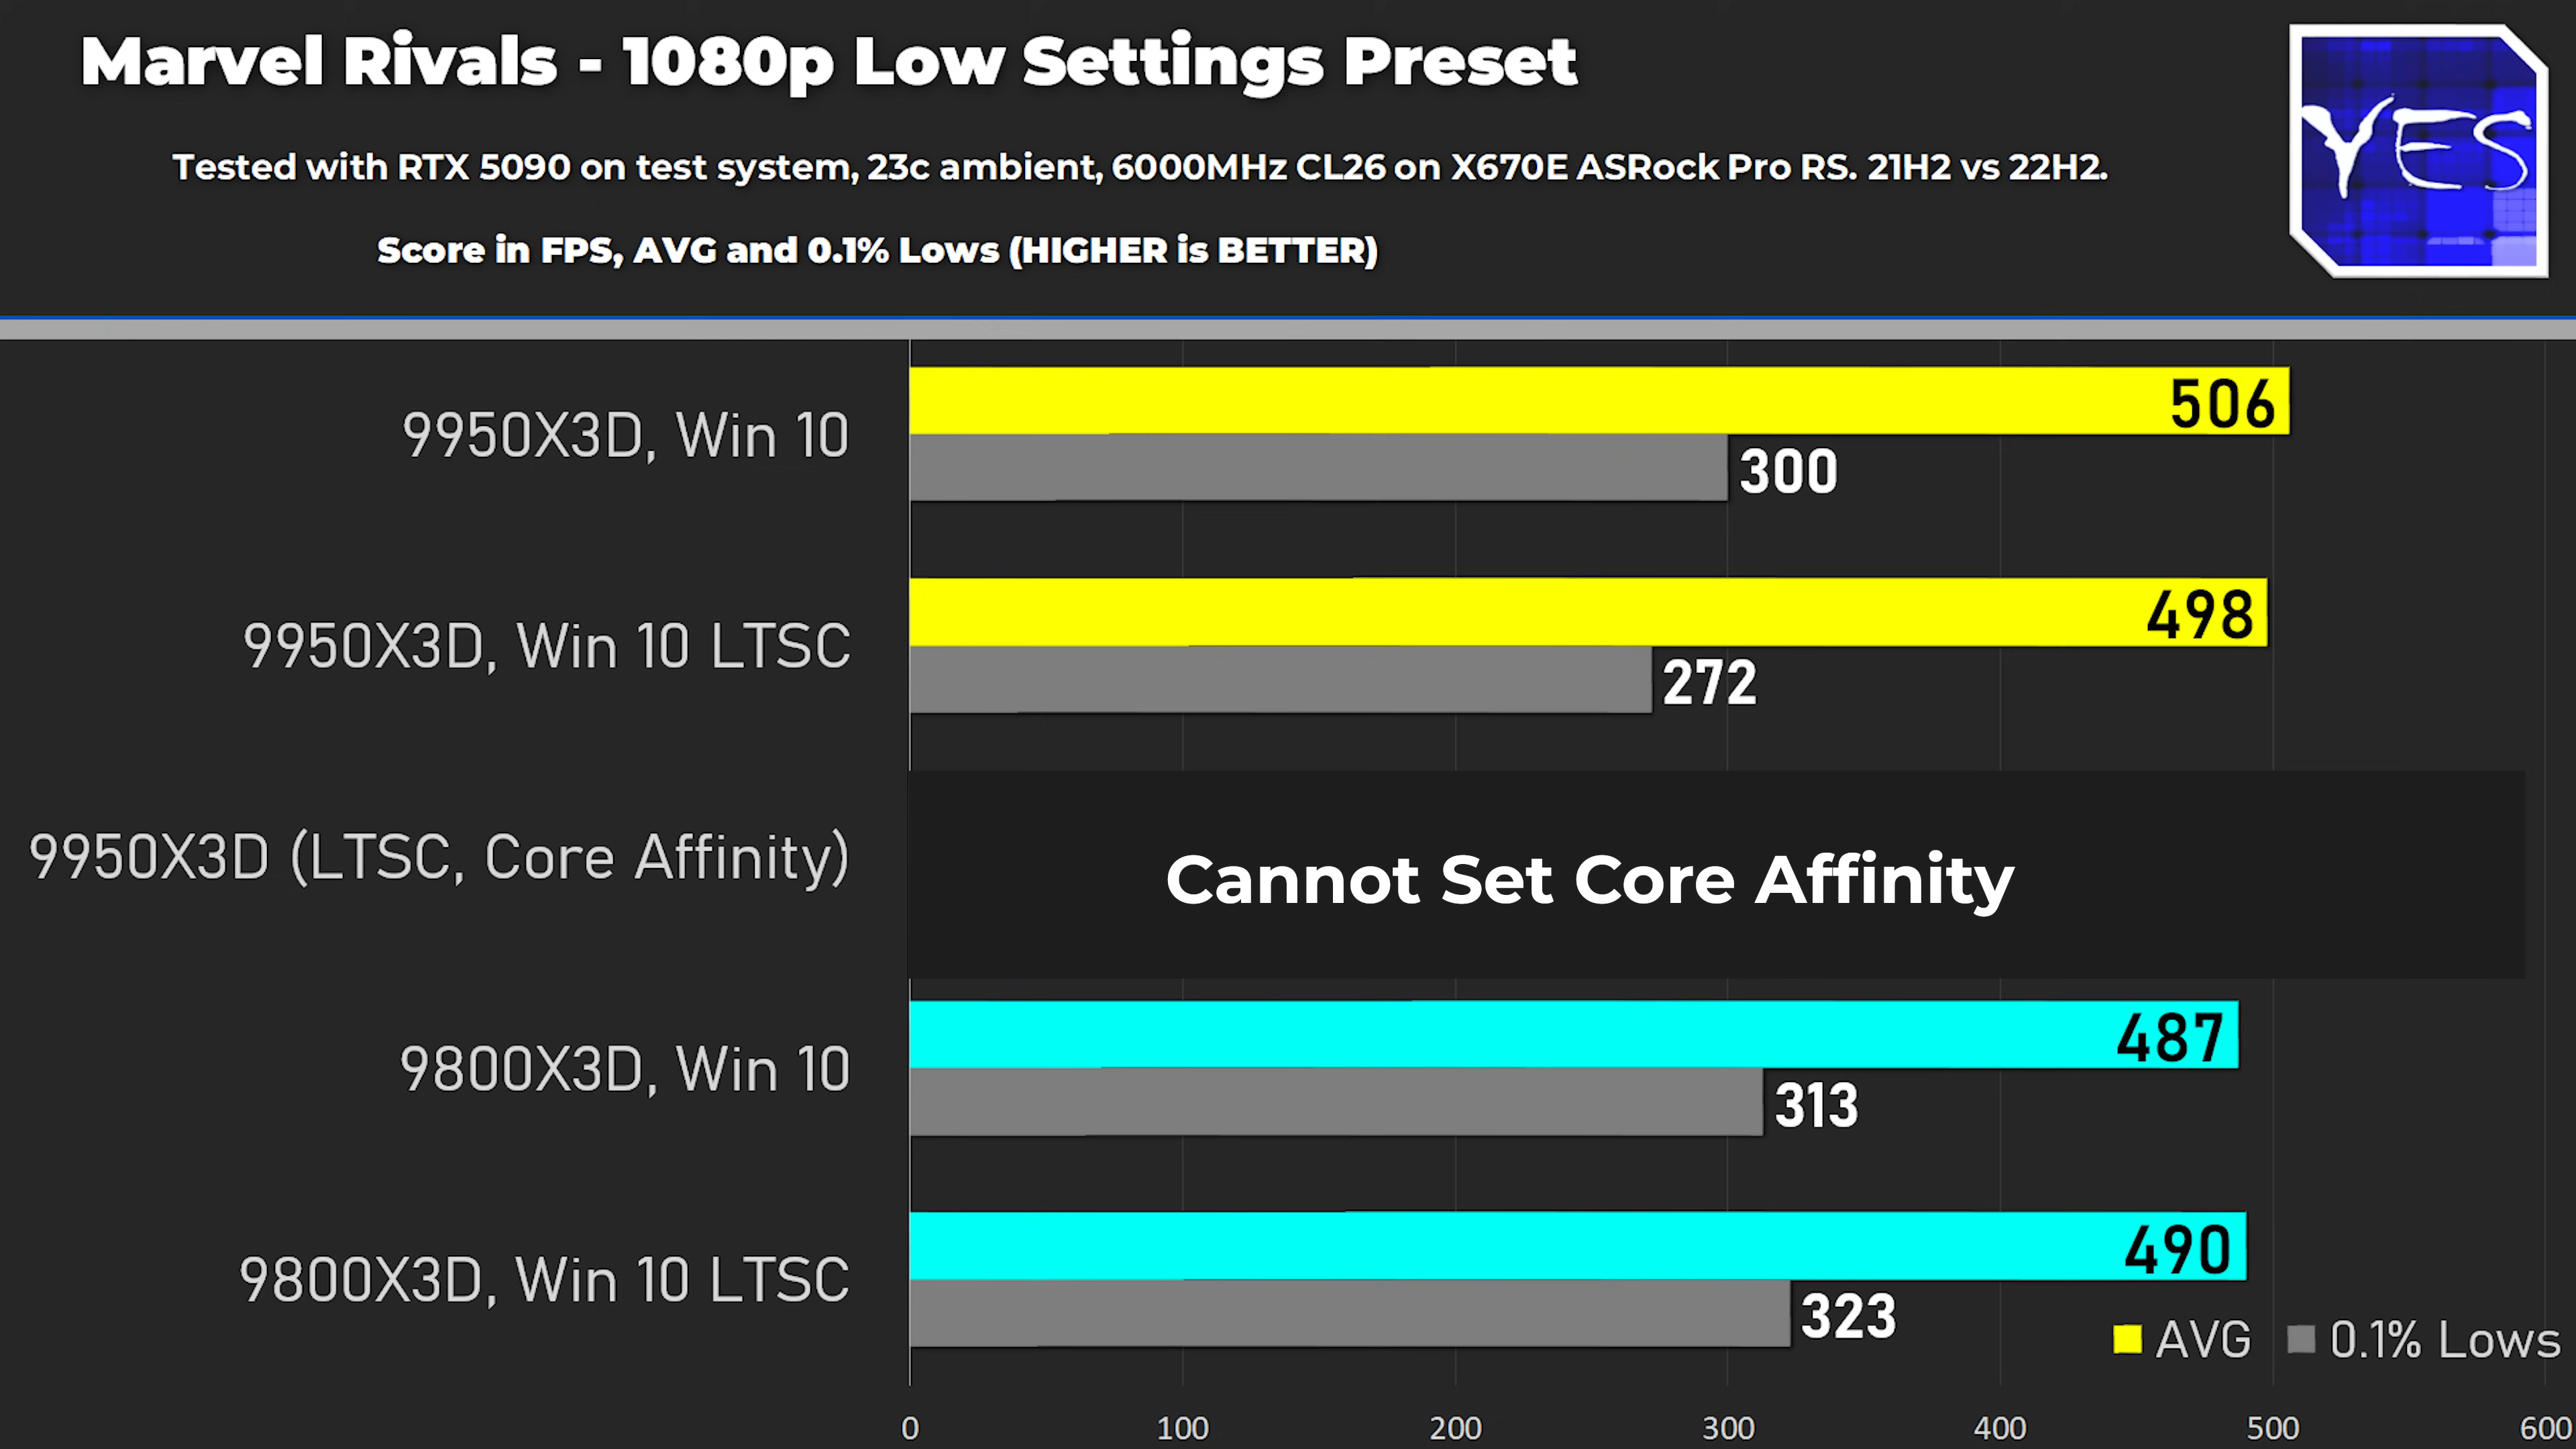 Marvel Rivals - 1080p Low Settings Preset
YES
Tested with RTX 5090 on test system, 23c ambient, 6000MHz CL26 on X670E ASRock Pro RS. 21H2 vs 22H2.
Score in FPS, AVG and 0.1% Lows (HIGHER is BETTER)
9950X3D, Win 10
506
300
9950X3D, Win 10 LTSC
498
272
9950X3D (LTSC, Core Affinity)
Cannot Set Core Affinity
9800X3D, Win 10
487
313
9800X3D, Win 10 LTSC
490
323
AVG 0.1% Lows
0 100 200 300 400 500 600